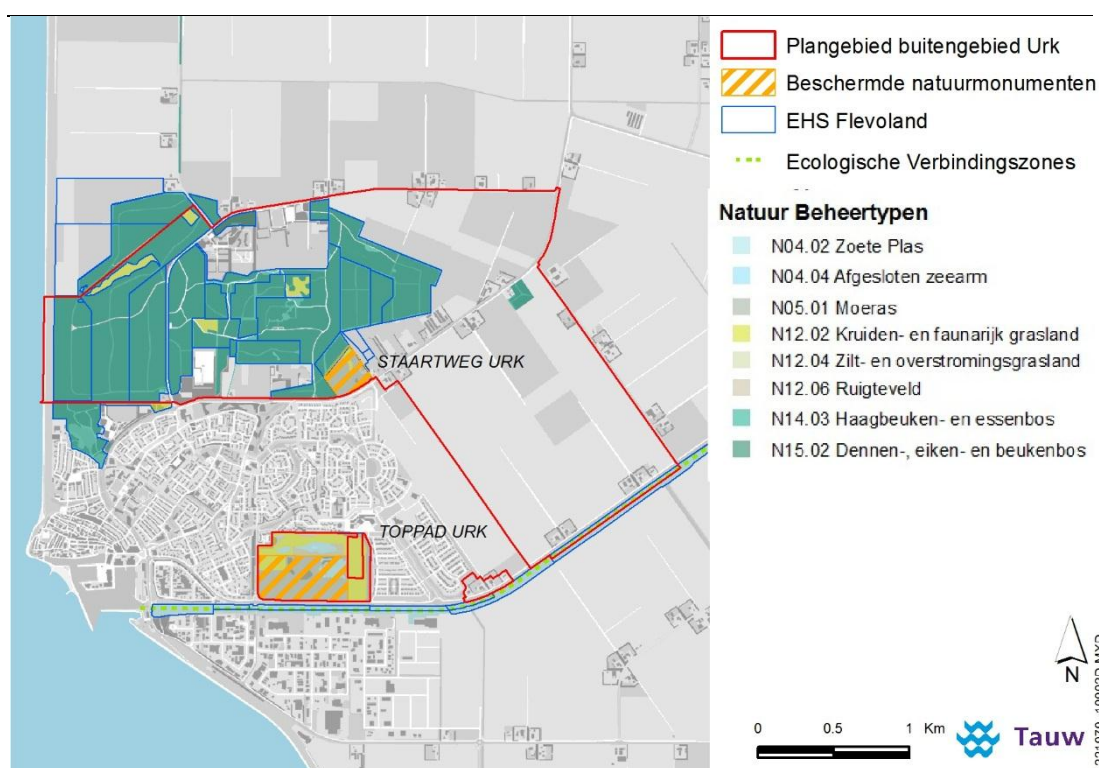 Plangebied buitengebied Urk
Beschermde natuurmonumenten
EHS Flevoland
Ecologische Verbindingszones
Natuur Beheertypen
N04.02 Zoete Plas
N04.04 Afgesloten zeearm
N05.01 Moeras
N12.02 Kruiden- en faunarijk grasland
N12.04 Zilt- en overstromingsgrasland
N12.06 Ruigteveld
N14.03 Haagbeuken- en essenbos
N15.02 Dennen-, eiken- en beukenbos
STAARTWEG URK
TOPPAD URK
N
0 0.5 1 Km
Tauw